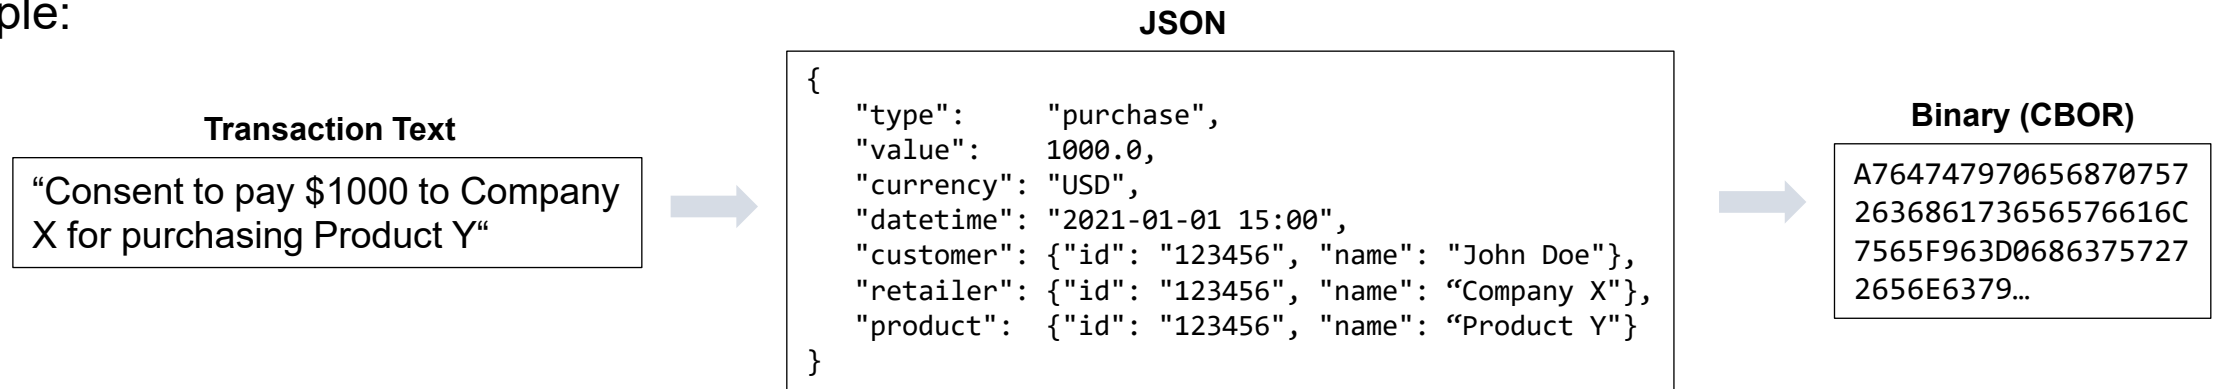 ple:
Transaction Text
“Consent to pay $1000 to Company
X for purchasing Product Y“
JSON
{
"type": "purchase",
"value": 1000.0,
"currency": "USD",
"datetime": "2021-01-01 15:00",
"customer": {"id": "123456", "name": "John Doe"},
"retailer": {"id": "123456", "name": “Company X"},
"product": {"id": "123456", "name": “Product Y"}
}
Binary (CBOR)
A764747970656870757
263686173656576616C
7565F963D0686375727
2656E6379…